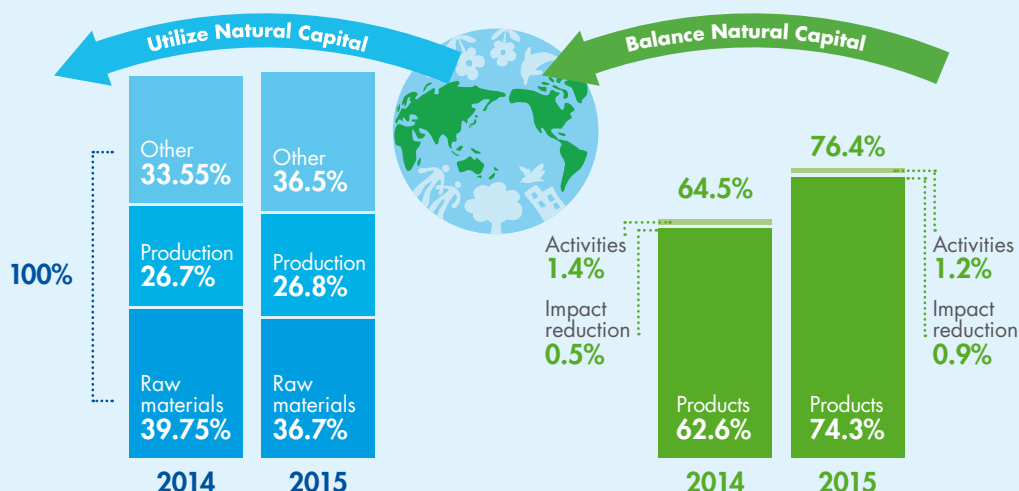 Utilize Natural Capital
Balance Natural Capital
100%
Other
33.55%
Production
26.7%
Raw
materials
39.75%
2014
Other
36.5%
Production
26.8%
Raw
materials
36.7%
2015
64.5%
Activities
1.4%
Impact
reduction
0.5%
Products
62.6%
2014
76.4%
Activities
1.2%
Impact
reduction
0.9%
Products
74.3%
2015